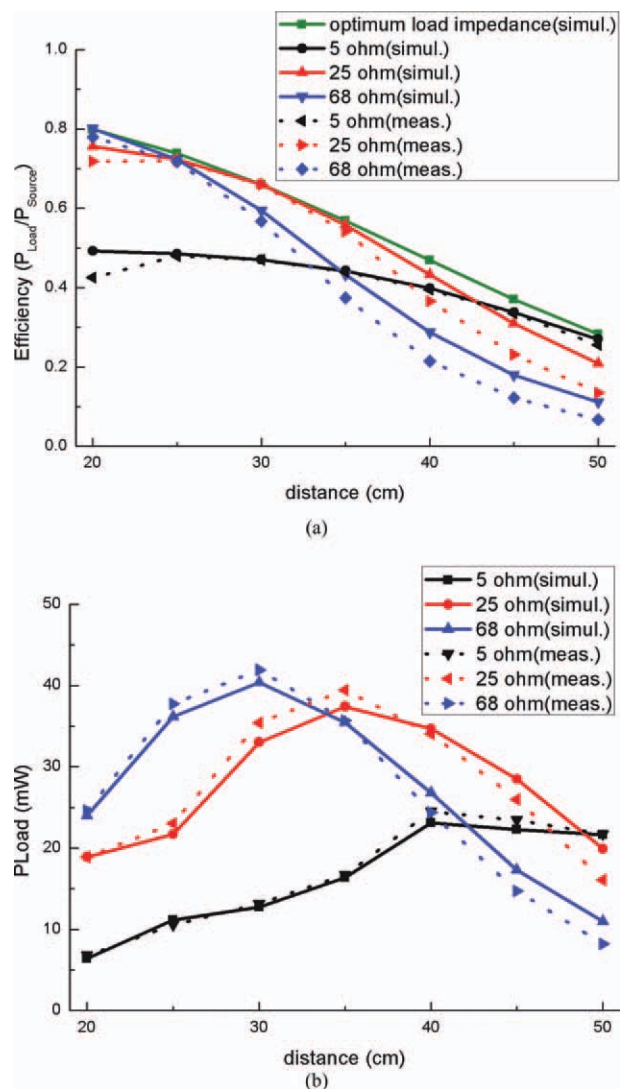 optimum load impedance(simul.)
5 ohm(simul.)
25 ohm(simul.)
68 ohm(simul.)
5 ohm(meas.)
25 ohm(meas.)
68 ohm(meas.)
1.0
0.8
0.6
0.4
0.2
0.0
Efficiency (P_Load/P_Source)
20
30
40
50
distance (cm)
(a)
5 ohm(simul.)
25 ohm(simul.)
68 ohm(simul.)
5 ohm(meas.)
25 ohm(meas.)
68 ohm(meas.)
50
40
30
20
10
0
PLoad (mW)
20
30
40
50
distance (cm)
(b)